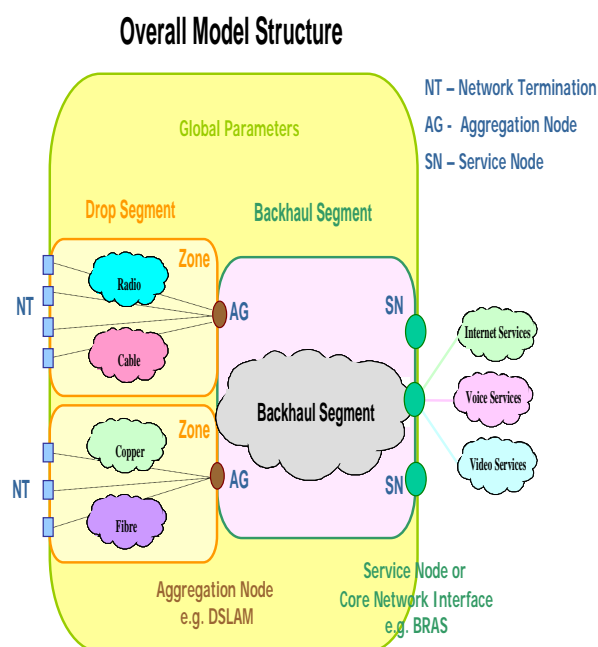 Overall Model Structure
NT – Network Termination
AG - Aggregation Node
SN – Service Node
Global Parameters
Drop Segment
Backhaul Segment
Zone
Radio
NT
AG
SN
Cable
Internet Services
Voice Services
Backhaul Segment
Zone
Copper
Video Services
NT
AG
SN
Fibre
Aggregation Node
e.g. DSLAM
Service Node or
Core Network Interface
e.g. BRAS